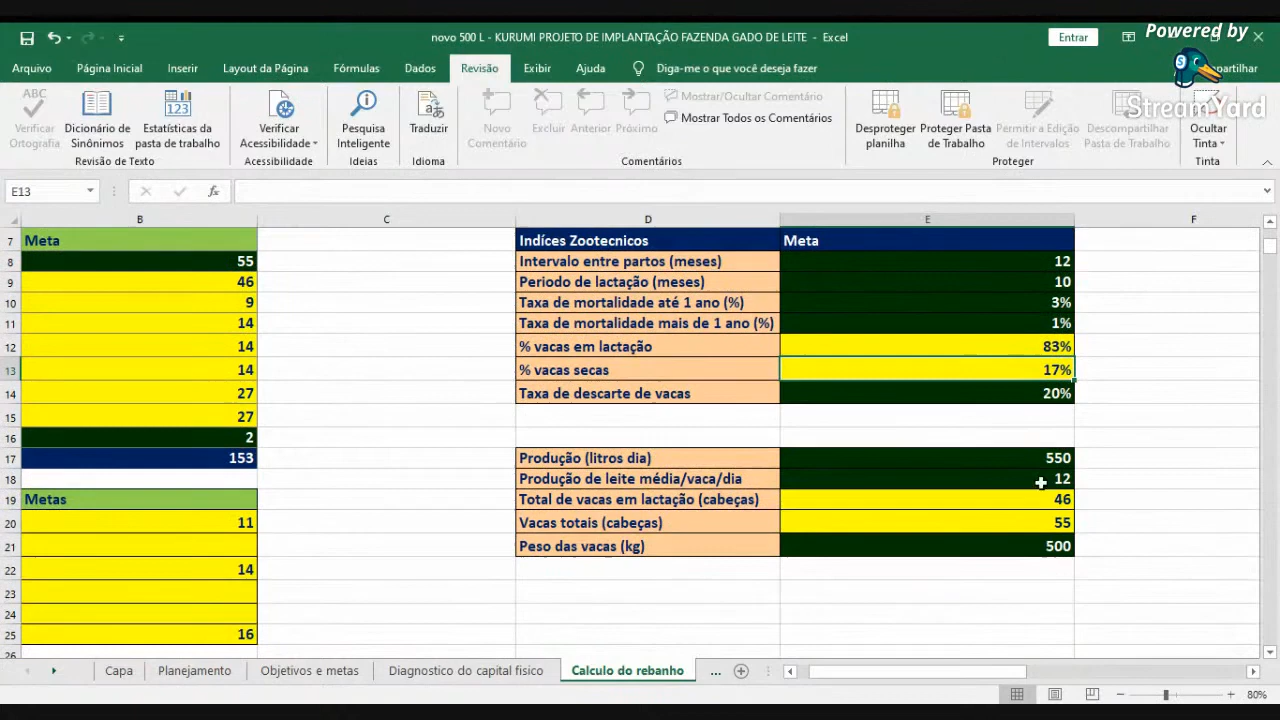 Powered by
StreamYard
novo 500 L - KURUMI PROJETO DE IMPLANTAÇÃO FAZENDA GADO DE LEITE - Excel
Entrar
Arquivo Página Inicial Inserir Layout da Página Fórmulas Dados Revisão Exibir Ajuda Diga-me o que você deseja fazer
Verificar Ortografia
Dicionário de Sinônimos
Estatísticas da pasta de trabalho
Verificar Acessibilidade
Pesquisa Inteligente
Traduzir
Novo Comentário
Excluir
Anterior
Próximo
Mostrar/Ocultar Comentário
Mostrar Todos os Comentários
Desproteger planilha
Proteger Pasta de Trabalho
Permitir a Edição de Intervalos
Descompartilhar Pasta de Trabalho
Ocultar Tinta
Revisão de Texto Acessibilidade Ideias Idioma Comentários Proteger Tinta
E13 fx
B C D E F
7 Meta Indíces Zootecnicos Meta
8 55 Intervalo entre partos (meses) 12
9 46 Periodo de lactação (meses) 10
10 9 Taxa de mortalidade até 1 ano (%) 3%
11 14 Taxa de mortalidade mais de 1 ano (%) 1%
12 14 % vacas em lactação 83%
13 14 % vacas secas 17%
14 27 Taxa de descarte de vacas 20%
15 27
16 2
17 153 Produção (litros dia) 550
18 Produção de leite média/vaca/dia 12
19 Metas Total de vacas em lactação (cabeças) 46
20 11 Vacas totais (cabeças) 55
21 Peso das vacas (kg) 500
22 14
23
24
25 16
26
Capa Planejamento Objetivos e metas Diagnostico do capital fisico Calculo do rebanho ...
80%